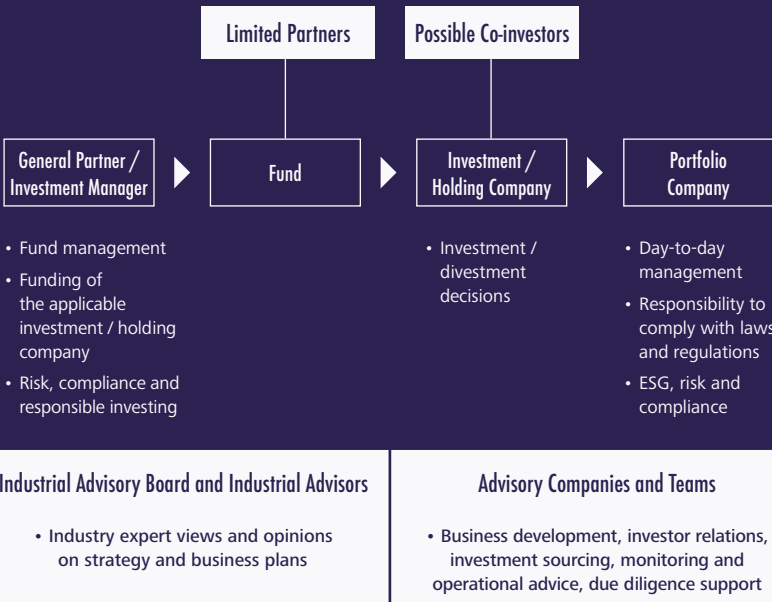 Limited Partners
Possible Co-investors
General Partner /
Investment Manager
Fund
Investment /
Holding Company
Portfolio
Company
• Fund management
• Funding of
the applicable
investment / holding
company
• Risk, compliance and
responsible investing
• Investment /
divestment
decisions
• Day-to-day
management
• Responsibility to
comply with laws
and regulations
• ESG, risk and
compliance
Industrial Advisory Board and Industrial Advisors
• Industry expert views and opinions
on strategy and business plans
Advisory Companies and Teams
• Business development, investor relations,
investment sourcing, monitoring and
operational advice, due diligence support